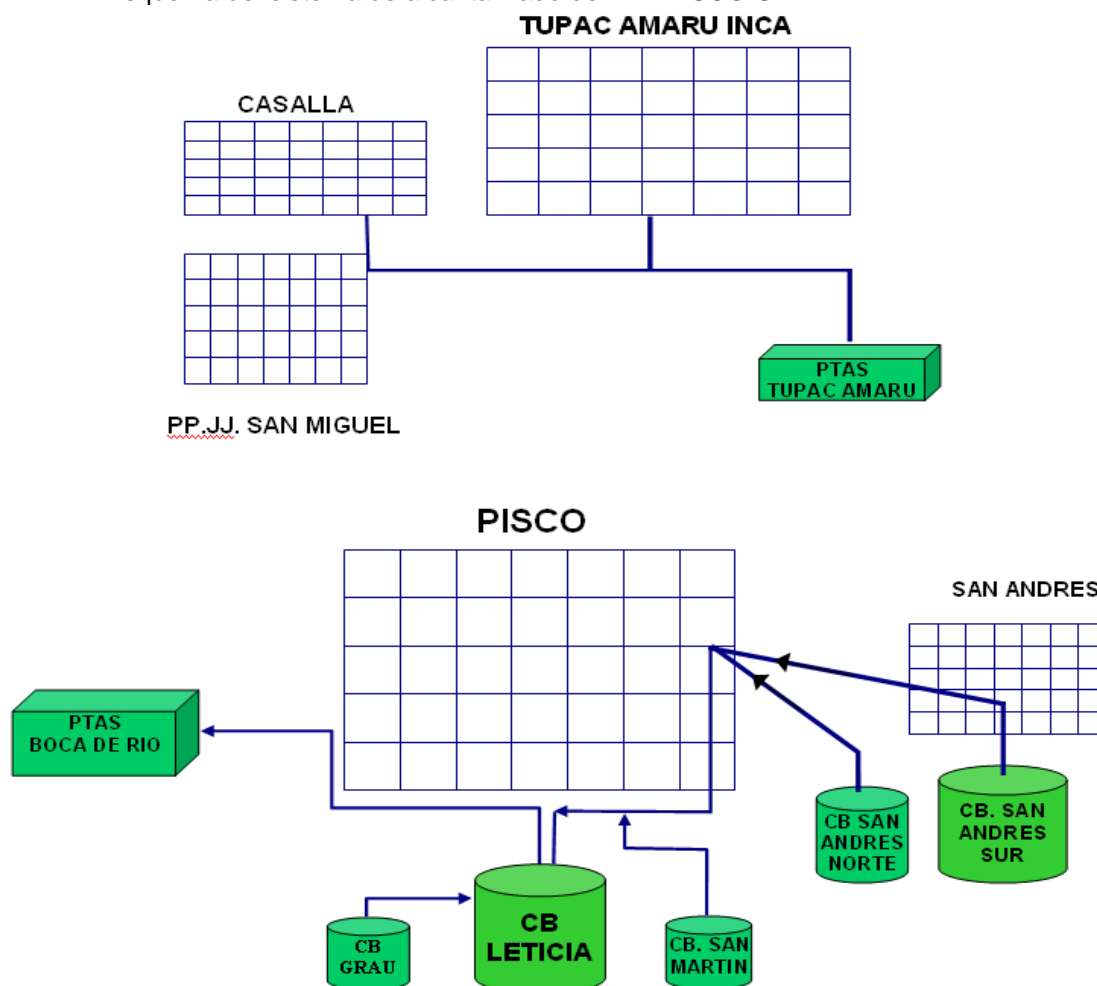 TUPAC AMARU INCA
CASALLA
PTAS
TUPAC AMARU
PP.JJ. SAN MIGUEL
PISCO
SAN ANDRES
PTAS
BOCA DE RIO
CB SAN
ANDRES
NORTE
CB. SAN
ANDRES
SUR
CB
LETICIA
CB
GRAU
CB. SAN
MARTIN